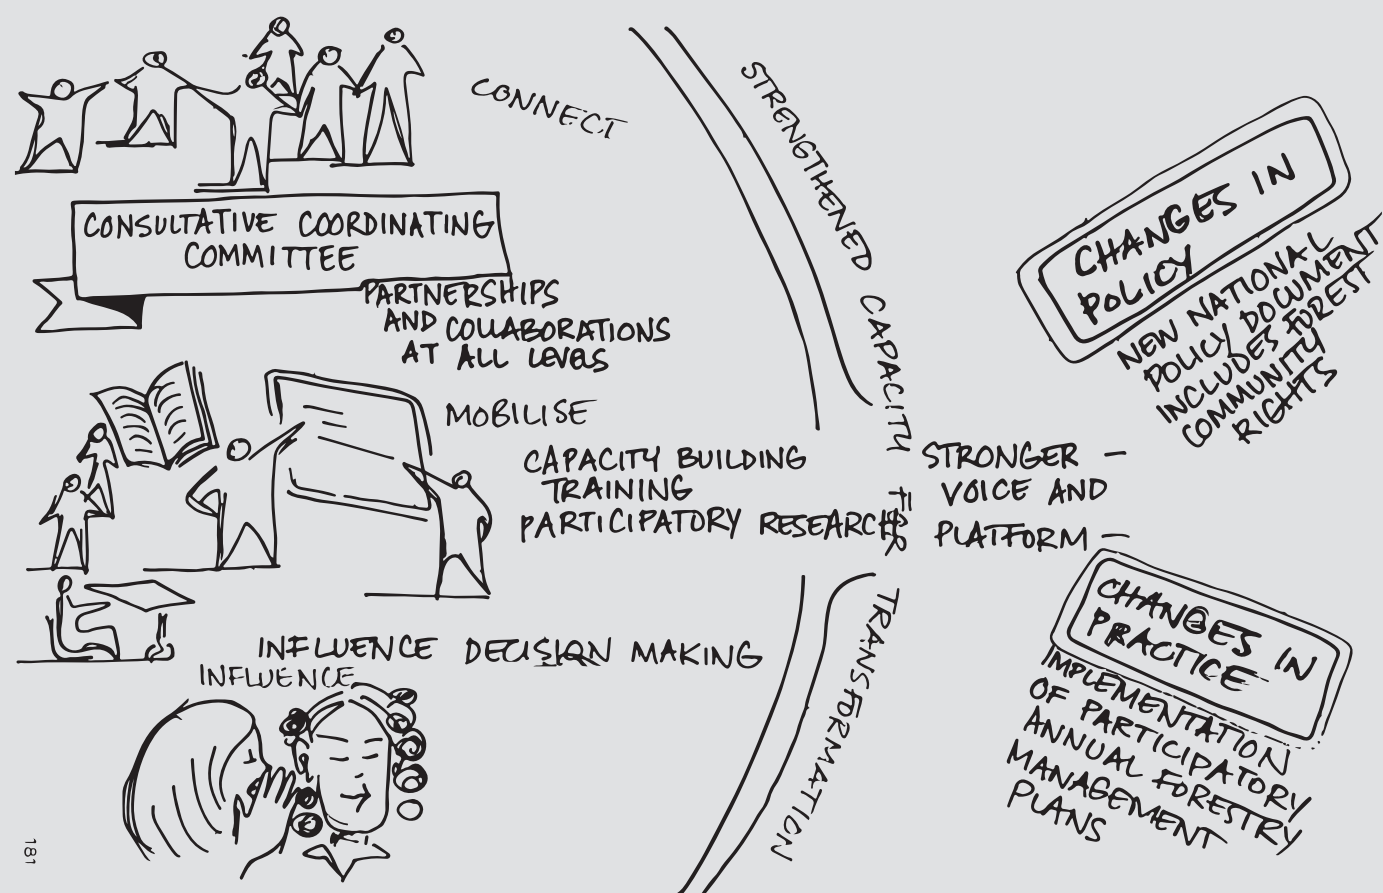 CONNECT
CONSULTATIVE COORDINATING
COMMITTEE
PARTNERSHIPS
AND COLLABORATIONS
AT ALL LEVELS
MOBILISE
CAPACITY BUILDING
TRAINING
PARTICIPATORY RESEARCH
INFLUENCE DECISION MAKING
INFLUENCE
STRENGTHENED CAPACITY FOR
TRANSFORMATION
STRONGER
VOICE AND
PLATFORM
CHANGES IN
POLICY
NEW NATIONAL
POLICY DOCUMENT
INCLUDES FOREST
COMMUNITY
RIGHTS
CHANGES IN
PRACTICE
IMPLEMENTATION
OF PARTICIPATORY
ANNUAL FORESTRY
MANAGEMENT
PLANS
181